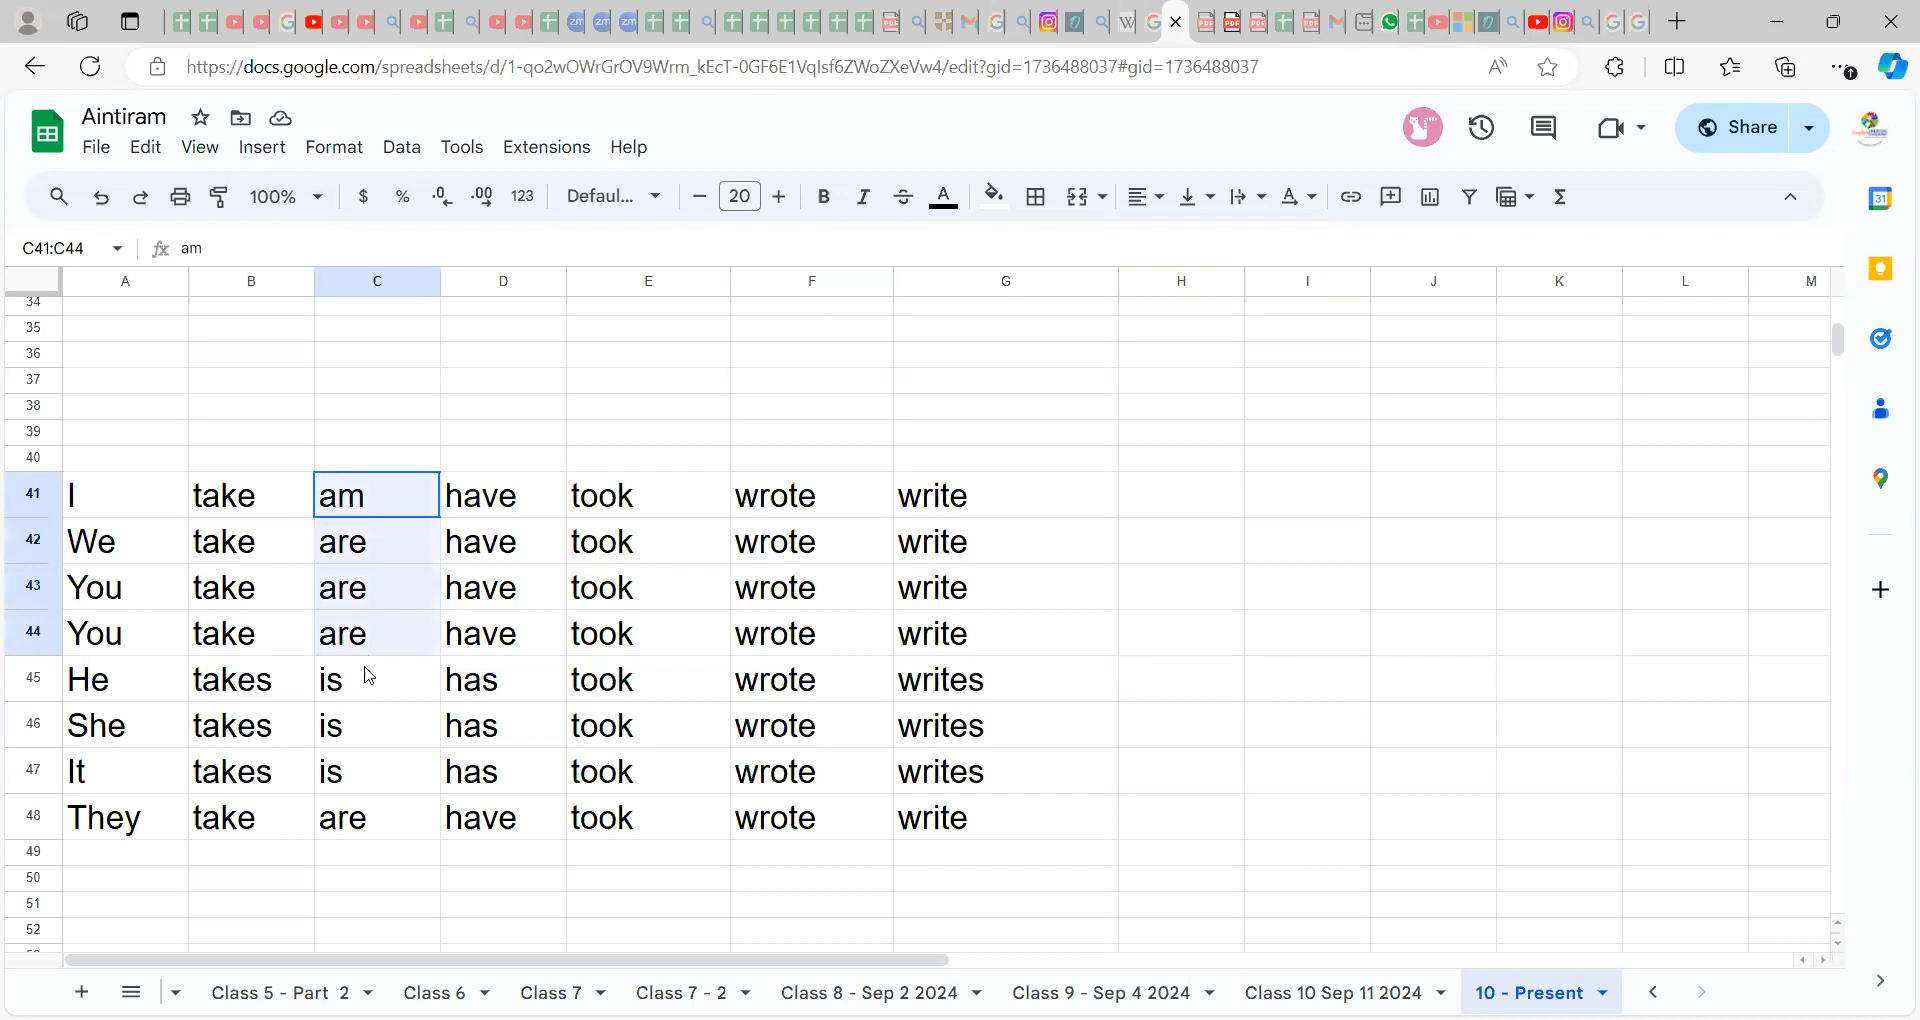 https://docs.google.com/spreadsheets/d/1-qo2wOWrGrOV9Wrm_kEcT-0GF6E1Vqlsf6ZWoZXeVw4/edit?gid=1736488037#gid=1736488037
Aintiram
Share
File Edit View Insert Format Data Tools Extensions Help
100% $ % .0 .00 123 Defaul... 20 B I A
C41:C44 fx am
A B C D E F G H I J K L M
34
35
36
37
38
39
40
41 I take am have took wrote write
42 We take are have took wrote write
43 You take are have took wrote write
44 You take are have took wrote write
45 He takes is has took wrote writes
46 She takes is has took wrote writes
47 It takes is has took wrote writes
48 They take are have took wrote write
49
50
51
52
Class 5 - Part 2 Class 6 Class 7 Class 7 - 2 Class 8 - Sep 2 2024 Class 9 - Sep 4 2024 Class 10 Sep 11 2024 10 - Present